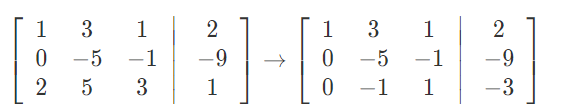 [ 1 3 1 | 2 ] [ 1 3 1 | 2 ]
[ 0 −5 −1 | −9 ] → [ 0 −5 −1 | −9 ]
[ 2 5 3 | 1 ] [ 0 −1 1 | −3 ]